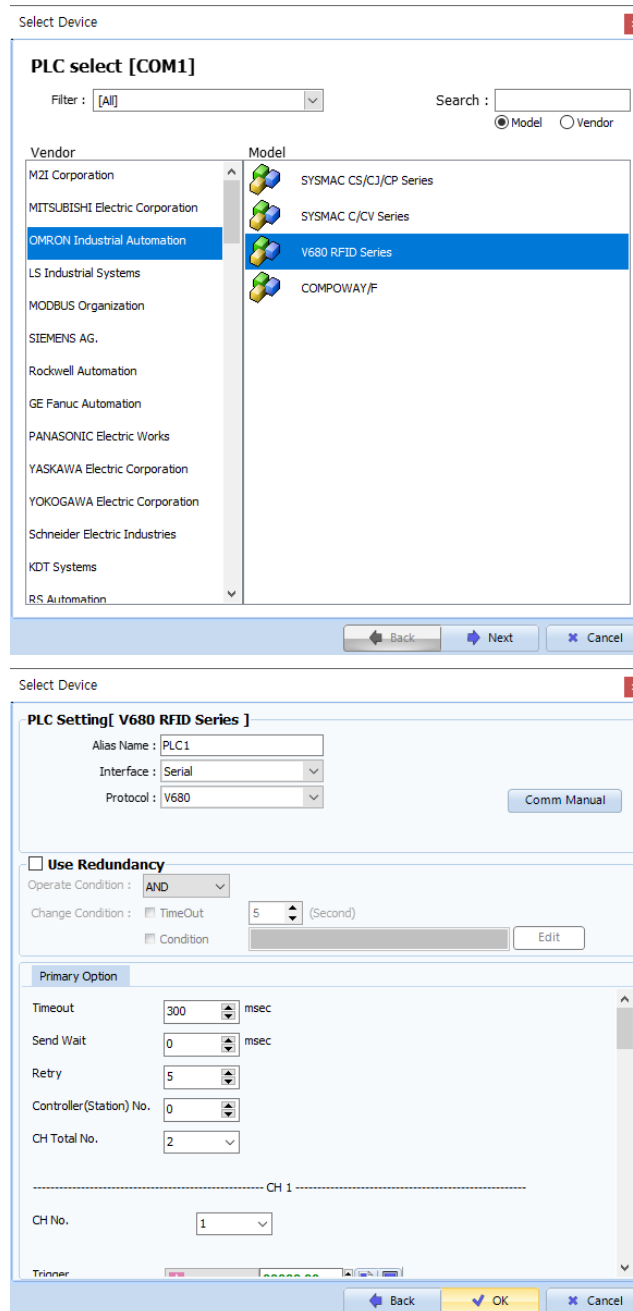 Select Device
PLC select [COM1]
Filter : [All]
Search :
Model Vendor
Vendor
M2I Corporation
MITSUBISHI Electric Corporation
OMRON Industrial Automation
LS Industrial Systems
MODBUS Organization
SIEMENS AG.
Rockwell Automation
GE Fanuc Automation
PANASONIC Electric Works
YASKAWA Electric Corporation
YOKOGAWA Electric Corporation
Schneider Electric Industries
KDT Systems
RS Automation
Model
SYSMAC CS/CJ/CP Series
SYSMAC C/CV Series
V680 RFID Series
COMPOWAY/F
Back Next Cancel
Select Device
PLC Setting[ V680 RFID Series ]
Alias Name : PLC1
Interface : Serial
Protocol : V680
Comm Manual
Use Redundancy
Operate Condition : AND
Change Condition : TimeOut 5 (Second)
Condition Edit
Primary Option
Timeout 300 msec
Send Wait 0 msec
Retry 5
Controller(Station) No. 0
CH Total No. 2
CH 1
CH No. 1
Trigger
Back OK Cancel